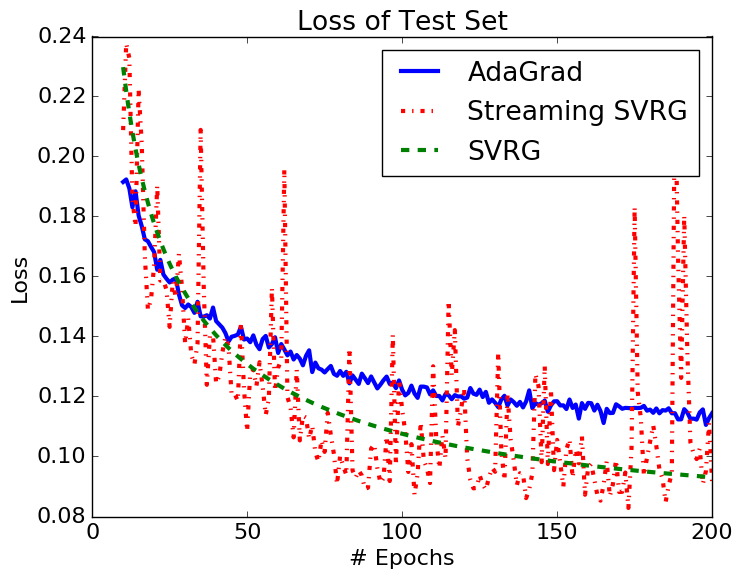 Loss of Test Set
0.24
0.22
0.20
0.18
0.16
0.14
0.12
0.10
0.08
Loss
AdaGrad
Streaming SVRG
SVRG
0
50
100
150
200
# Epochs